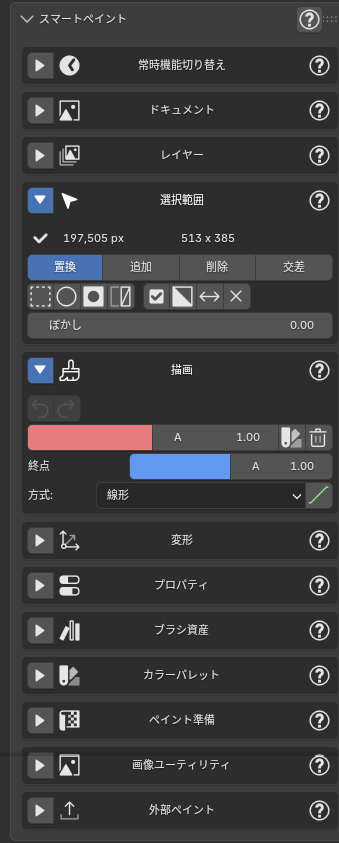 スマートペイント
常時機能切り替え
ドキュメント
レイヤー
選択範囲
197,505 px 513 x 385
置換 追加 削除 交差
ぼかし 0.00
描画
A 1.00
終点 A 1.00
方式: 線形
変形
プロパティ
ブラシ資産
カラーパレット
ペイント準備
画像ユーティリティ
外部ペイント